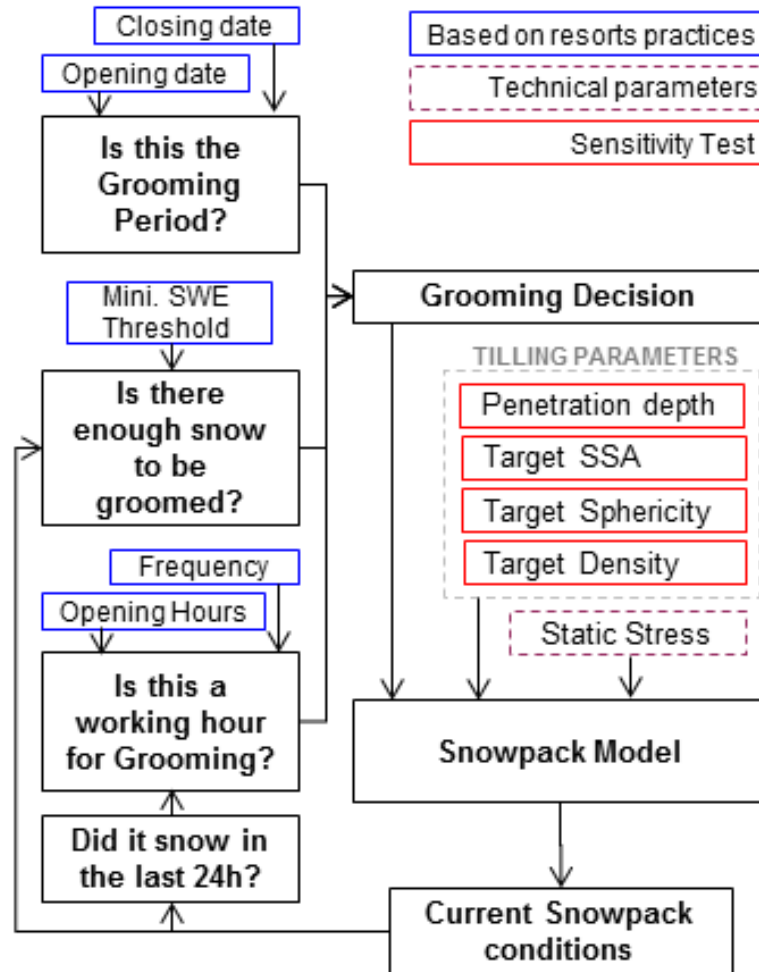 Closing date
Opening date
Is this the
Grooming
Period?
Based on resorts practices
Technical parameters
Sensitivity Test
Mini. SWE
Threshold
Is there
enough snow
to be
groomed?
Grooming Decision
TILLING PARAMETERS
Penetration depth
Target SSA
Target Sphericity
Target Density
Static Stress
Frequency
Opening Hours
Is this a
working hour
for Grooming?
Did it snow in
the last 24h?
Snowpack Model
Current Snowpack
conditions